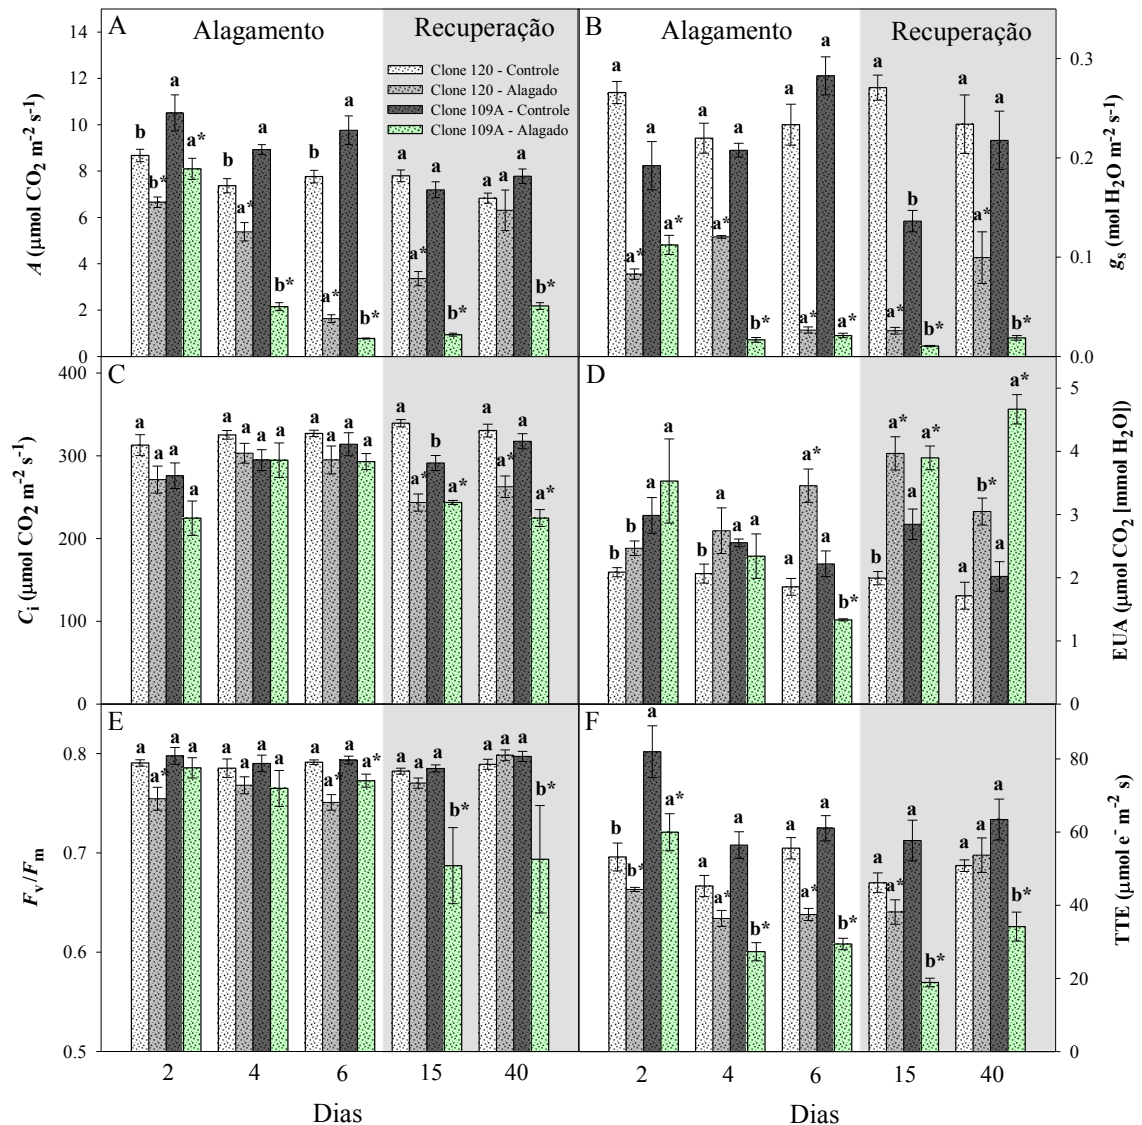 A
Alagamento
Recuperação
Clone 120 - Controle
Clone 120 - Alagado
Clone 109A - Controle
Clone 109A - Alagado
14
12
10
8
6
4
2
0
A (μmol CO2 m-2 s-1)
b
b*
a
a*
b
a*
a
b*
b
a*
a
b*
a
a*
a
b*
a
a
a
b*
B
Alagamento
Recuperação
0.3
0.2
0.1
0.0
gs (mol H2O m-2 s-1)
a
a*
a
a*
a
a*
a
b*
a
a*
a
a*
a
a*
b
b*
a
a*
a
b*
C
400
300
200
100
0
Ci (μmol CO2 m-2 s-1)
a
a
a
a
a
a
a
a
a
a
a
a
a
a*
b
a*
a
a*
a
a*
D
5
4
3
2
1
0
EUA (μmol CO2 [mmol H2O])
b
b
a
a
b
a
a
a
a
a*
a
b*
b
a*
a
a*
a
b*
a
a*
E
0.8
0.7
0.6
0.5
Fv/Fm
a
a*
a
a
a
a
a
a
a
a*
a
a*
a
a
a
b*
a
a
a
b*
2
4
6
15
40
Dias
F
80
60
40
20
0
TTE (μmol e- m-2 s)
b
b*
a
a*
a
a*
a
b*
a
a*
a
b*
a
a*
a
b*
a
a
a
b*
2
4
6
15
40
Dias